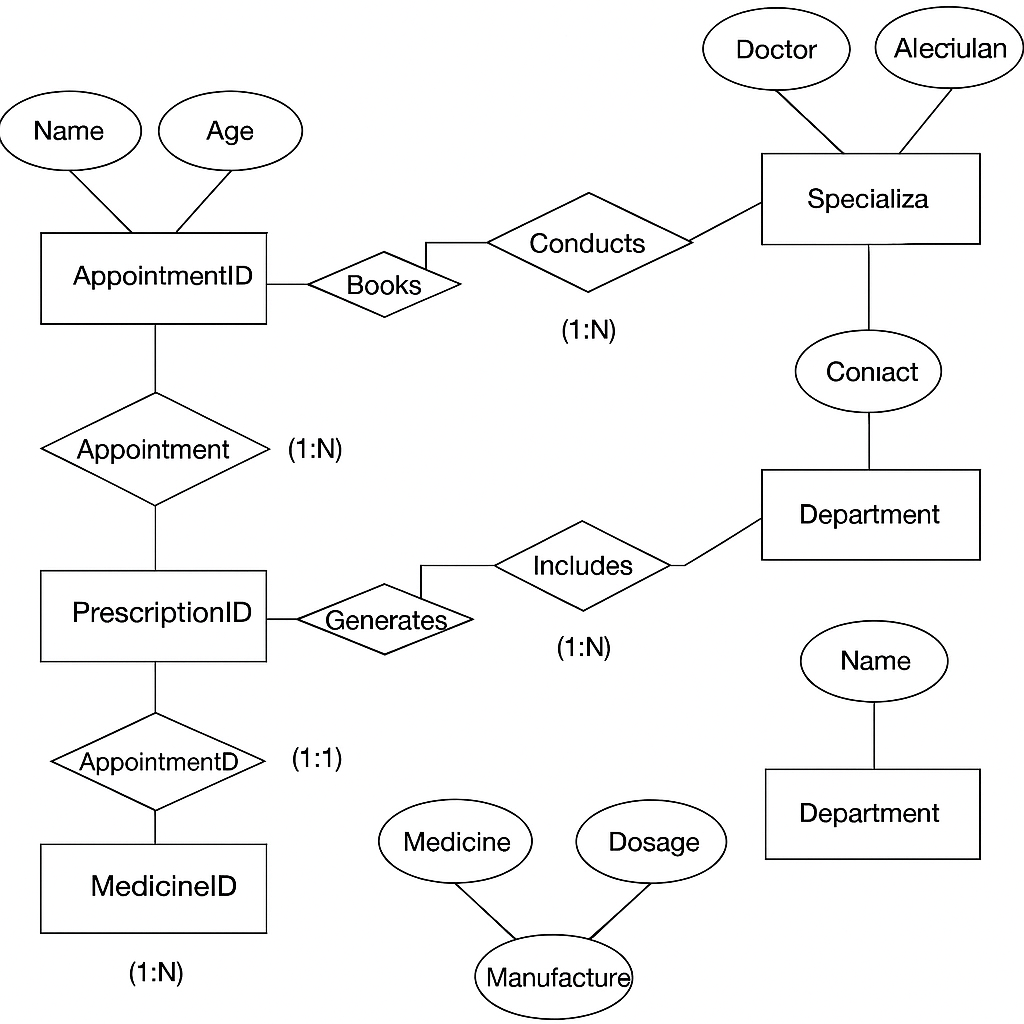 Doctor
Aleciulan
Name
Age
Specializa
Conducts
AppointmentID
Books
(1:N)
Conıact
Appointment
(1:N)
Department
Includes
PrescriptionID
Generates
(1:N)
Name
AppointmentD
(1:1)
Department
Medicine
Dosage
MedicineID
(1:N)
Manufacture